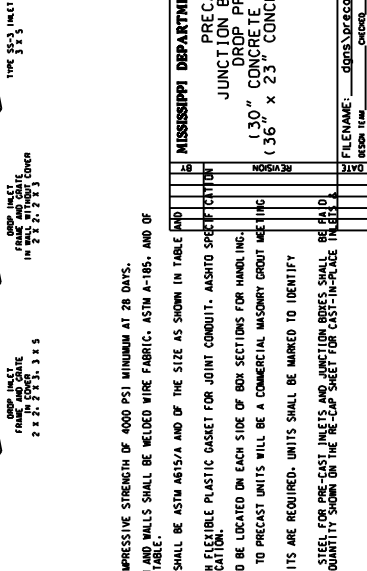 DROP INLET
FRAME AND GRATE
IN COVER
2 X 2, 2 X 3, 3 X 5
DROP INLET
FRAME AND GRATE
IN WALL WITHOUT COVER
2 X 2, 2 X 3
TYPE SS-3 INLET
3 X 5
MPRESSIVE STRENGTH OF 4000 PSI MINUMUM AT 28 DAYS.
AND WALLS SHALL BE WELDED WIRE FABRIC, ASTM A-185, AND OF
TABLE.
SHALL BE ASTM A615/A AND OF THE SIZE AS SHOWN IN TABLE AND
H FLEXIBLE PLASTIC GASKET FOR JOINT CONDUIT. AASHTO SPECIFICATION
CATION.
D BE LOCATED ON EACH SIDE OF BOX SECTIONS FOR HANDLING.
TO PRECAST UNITS WILL BE A COMMERCIAL MASONRY GROUT MEETING
ITS ARE REQUIRED. UNITS SHALL BE MARKED TO IDENTIFY
STEEL FOR PRE-CAST INLETS AND JUNCTION BOXES SHALL BE PAID
QUANTITY SHOWN ON THE RE-CAP SHEET FOR CAST-IN-PLACE INLETS &
BY
REVISION
DATE
MISSISSIPPI DEPARTME
PRECA
JUNCTION B
DROP PR
(30" CONCRETE
(36" x 23" CONC
FILENAME: dgns\preco
DESIGN TEAM CHECKED